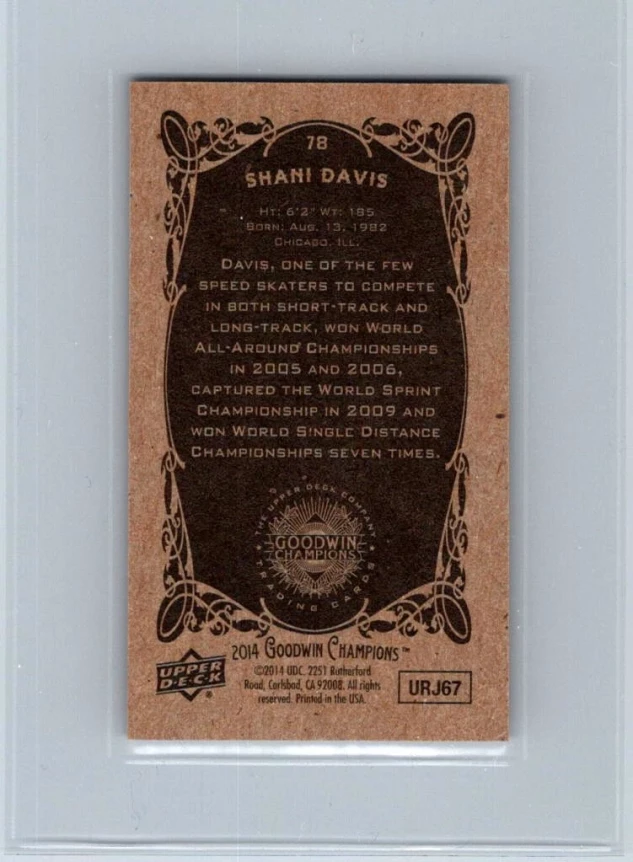 78
SHANI DAVIS
HT: 6'2" WT: 185
BORN: AUG. 13, 1982
CHICAGO, ILL.
DAVIS, ONE OF THE FEW
SPEED SKATERS TO COMPETE
IN BOTH SHORT-TRACK AND
LONG-TRACK, WON WORLD
ALL-AROUND CHAMPIONSHIPS
IN 2005 AND 2006,
CAPTURED THE WORLD SPRINT
CHAMPIONSHIP IN 2009 AND
WON WORLD SINGLE DISTANCE
CHAMPIONSHIPS SEVEN TIMES.
THE UPPER DECK COMPANY
GOODWIN
CHAMPIONS
TRADING CARDS
2014 GOODWIN CHAMPIONS™
UPPER
D·E·C·K®
©2014 UDC. 2251 Rutherford
Road, Carlsbad, CA 92008. All rights
reserved. Printed in the USA.
URJ67